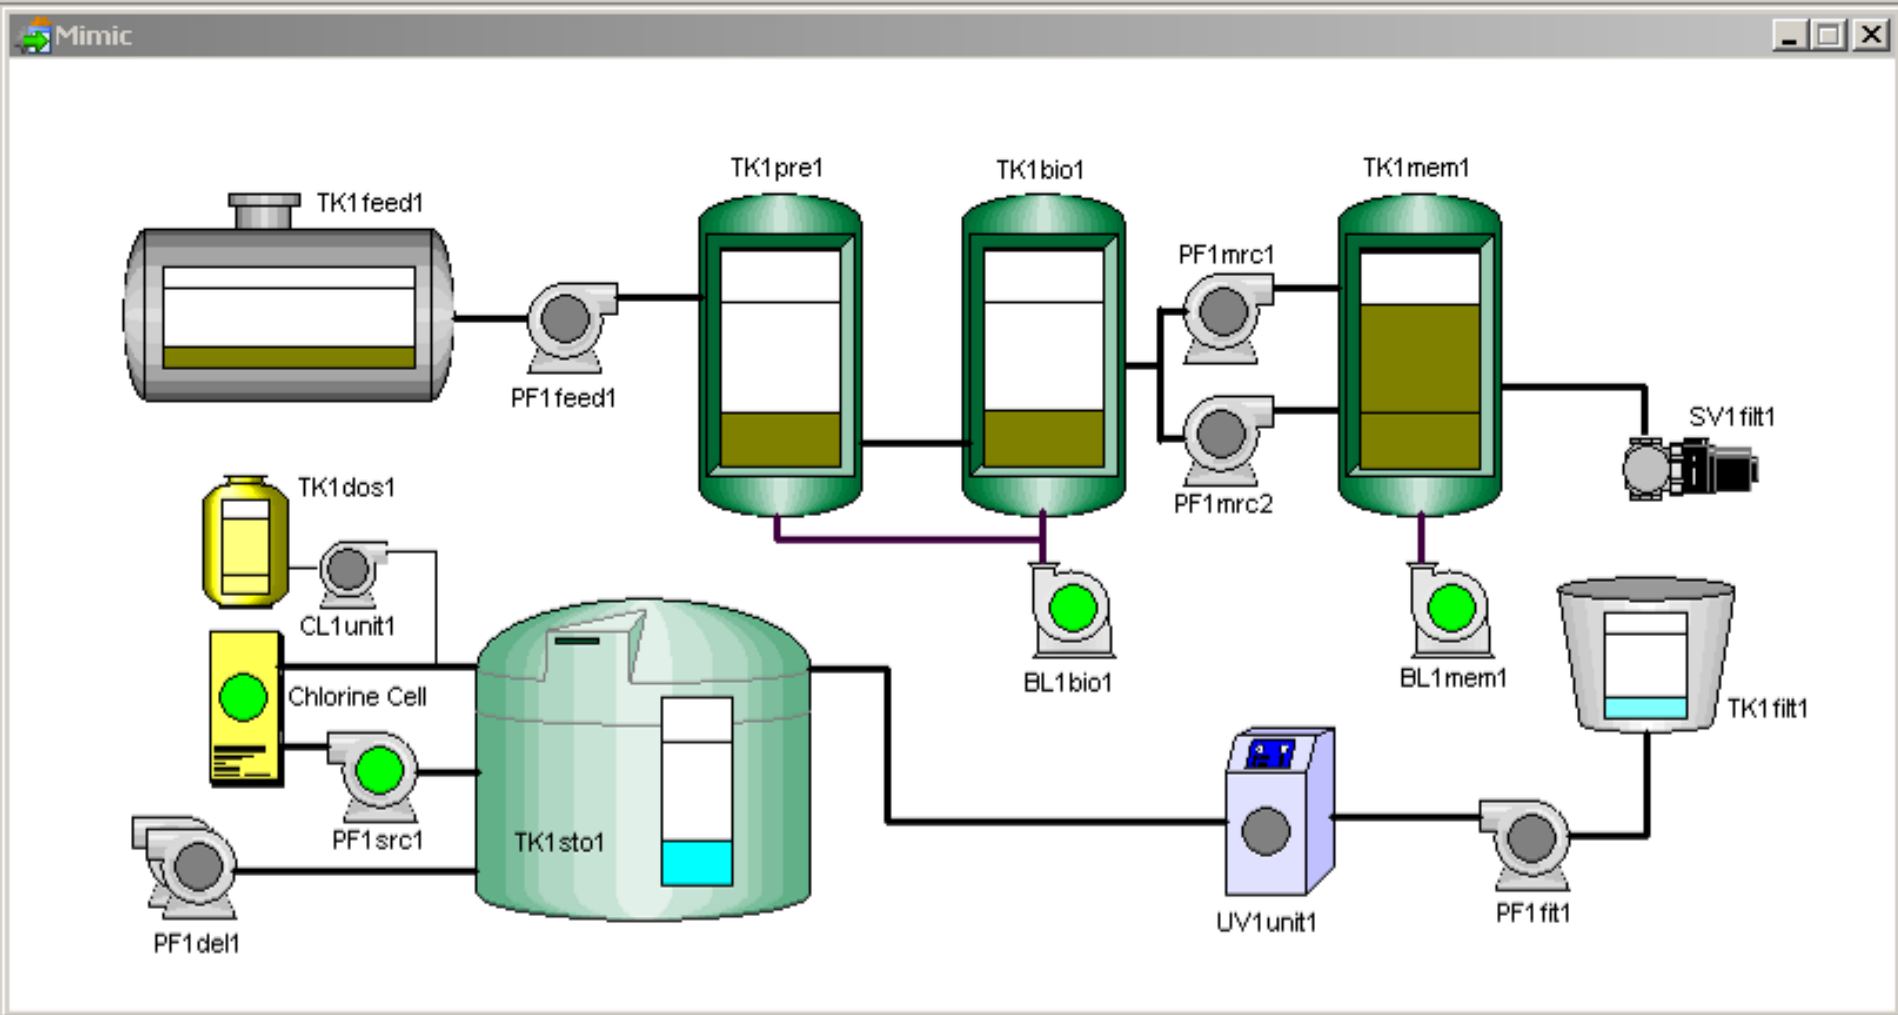 Mimic
TK1pre1
TK1bio1
TK1mem1
TK1feed1
PF1mrc1
PF1feed1
SV1filt1
TK1dos1
PF1mrc2
CL1unit1
BL1bio1
BL1mem1
Chlorine Cell
TK1filt1
PF1src1
TK1sto1
UV1unit1
PF1fit1
PF1del1